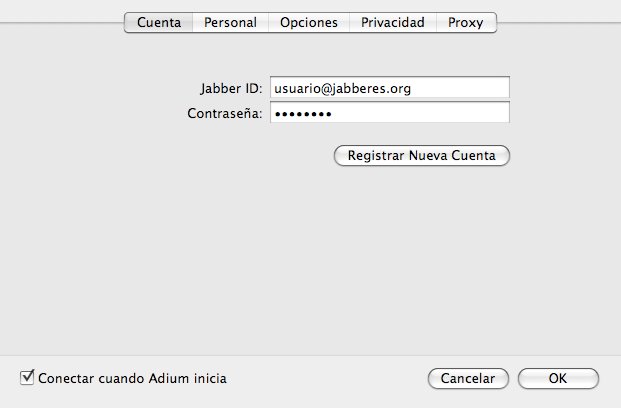 Cuenta Personal Opciones Privacidad Proxy
Jabber ID: usuario@jabberes.org
Contraseña: ••••••••
Registrar Nueva Cuenta
Conectar cuando Adium inicia Cancelar OK